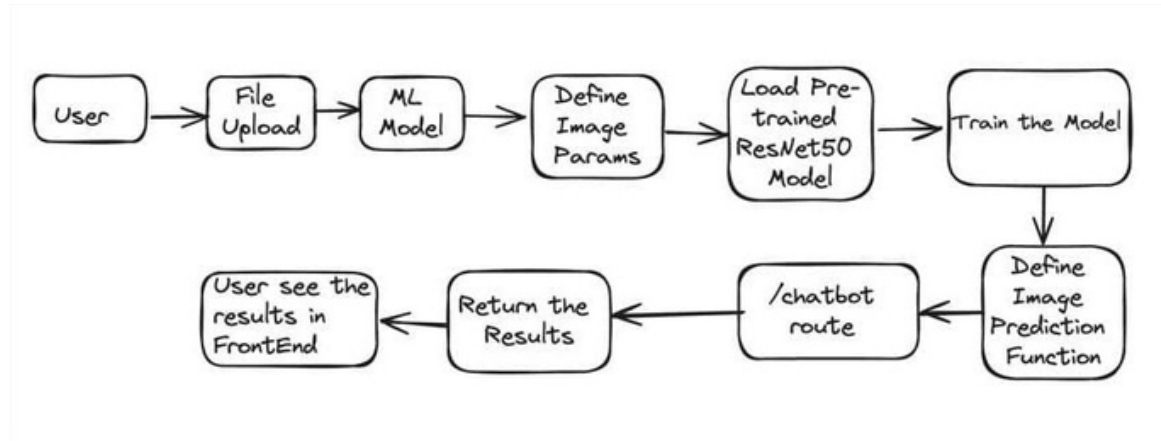 User
File
Upload
ML
Model
Define
Image
Params
Load Pre-
trained
ResNet50
Model
Train the Model
Define
Image
Prediction
Function
/chatbot
route
Return the
Results
User see the
results in
FrontEnd